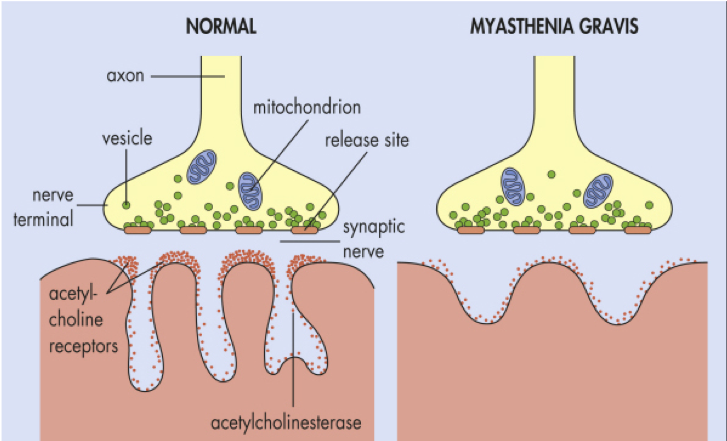 NORMAL
MYASTHENIA GRAVIS
axon
mitochondrion
vesicle
release site
nerve
terminal
synaptic
nerve
acetyl-
choline
receptors
acetylcholinesterase